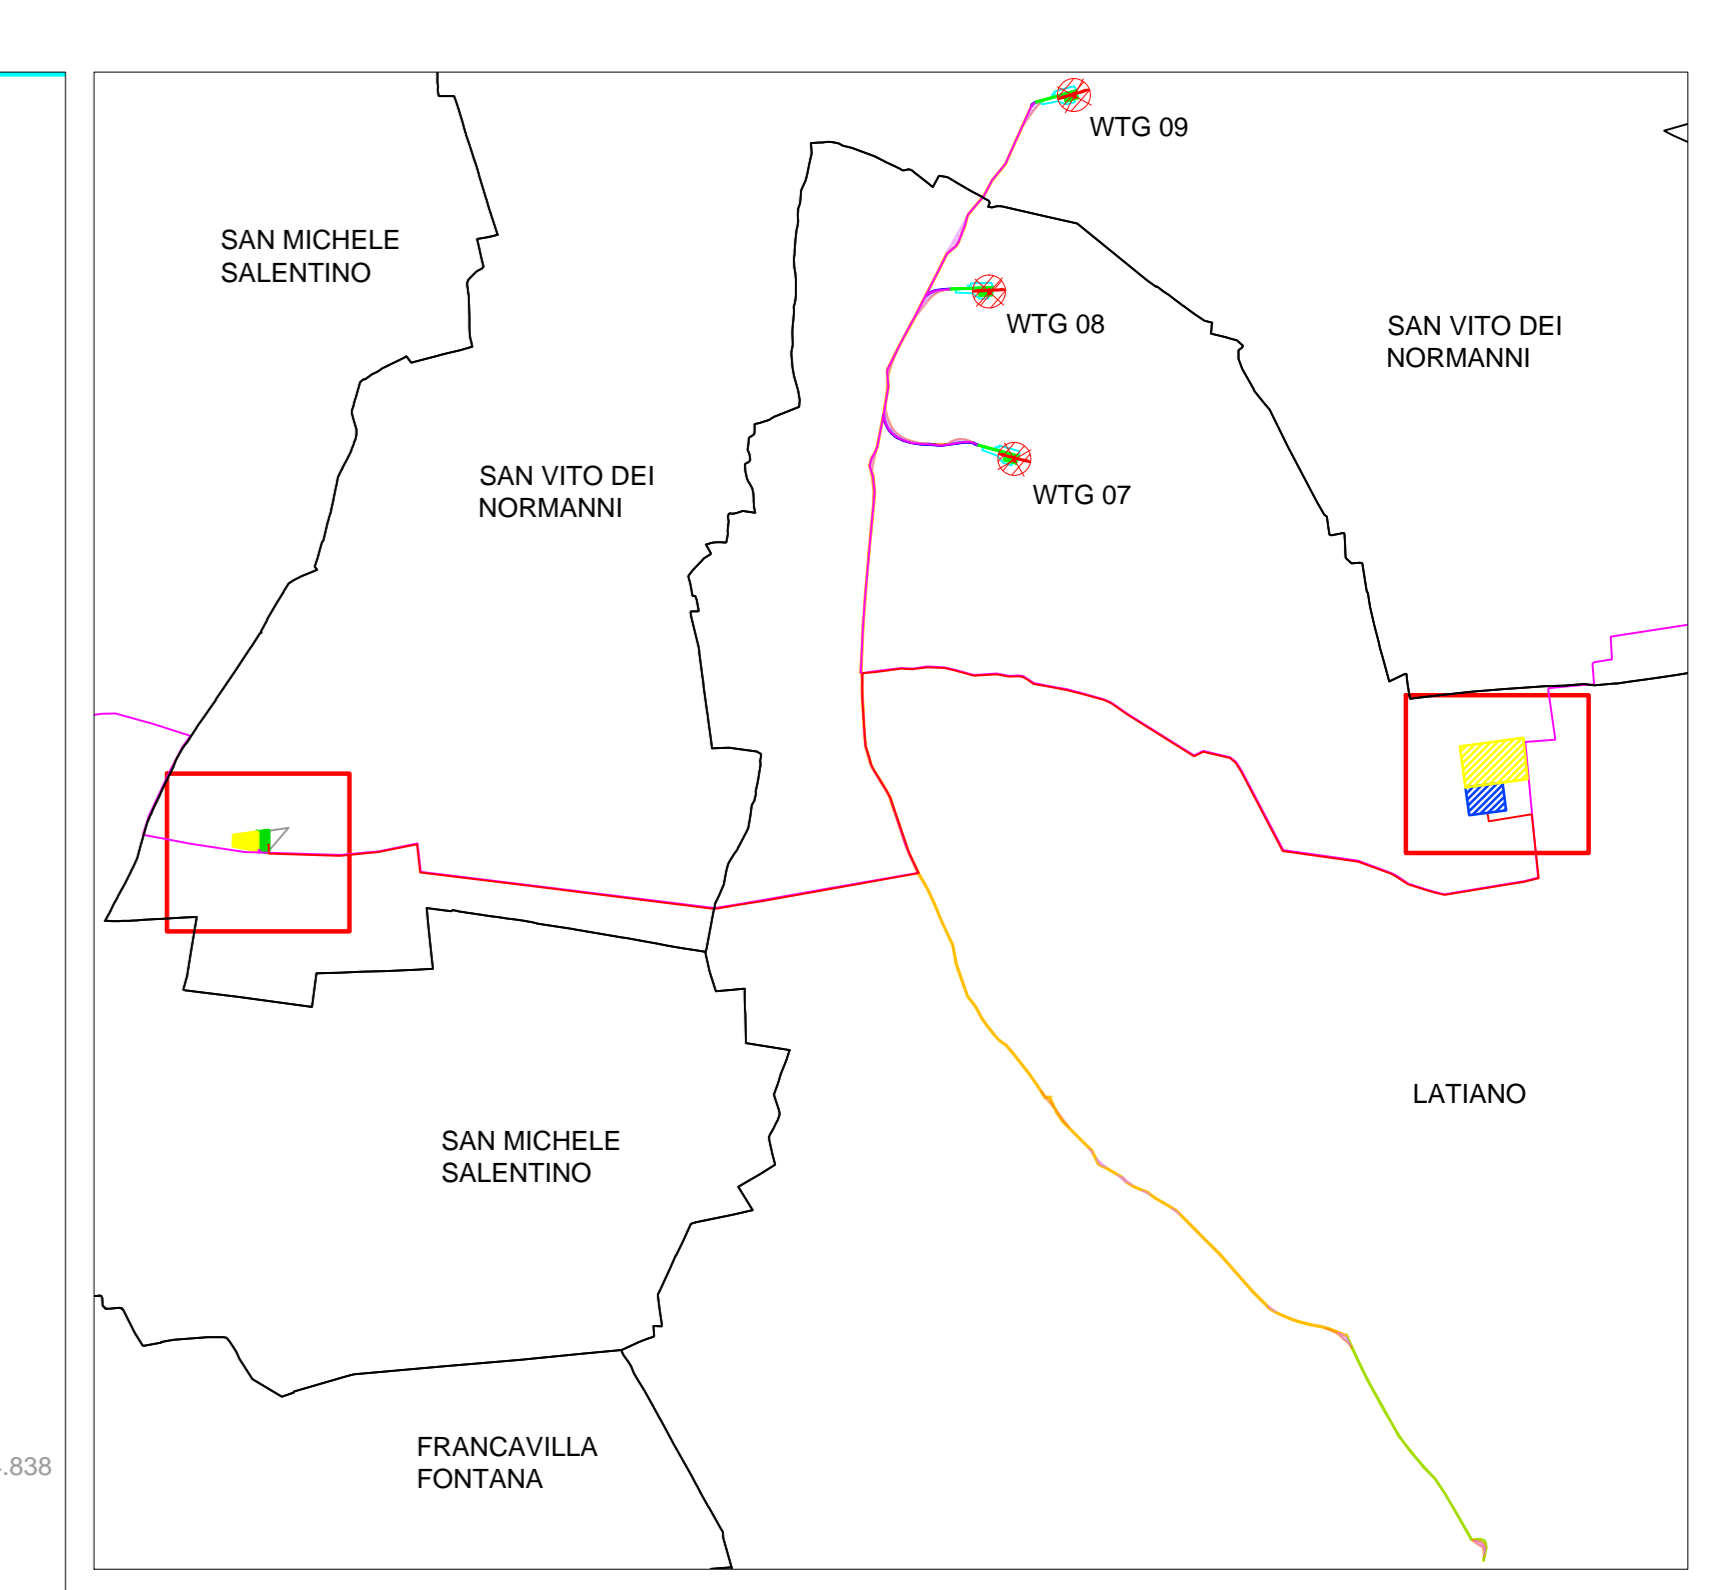 WTG 09
SAN MICHELE
SALENTINO
WTG 08
SAN VITO DEI
NORMANNI
SAN VITO DEI
NORMANNI
WTG 07
LATIANO
SAN MICHELE
SALENTINO
FRANCAVILLA
FONTANA
.838